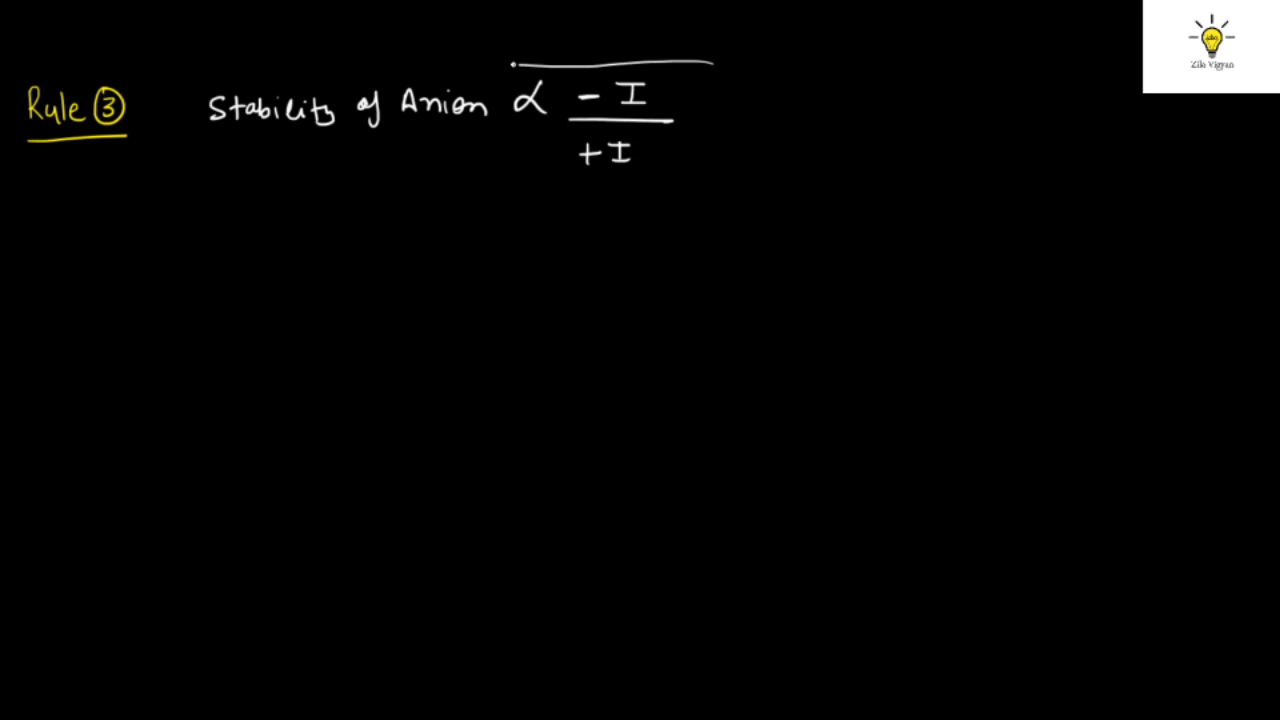 Rule ③ Stability of Anion ∝ - I
+ I
Zila Vigyan